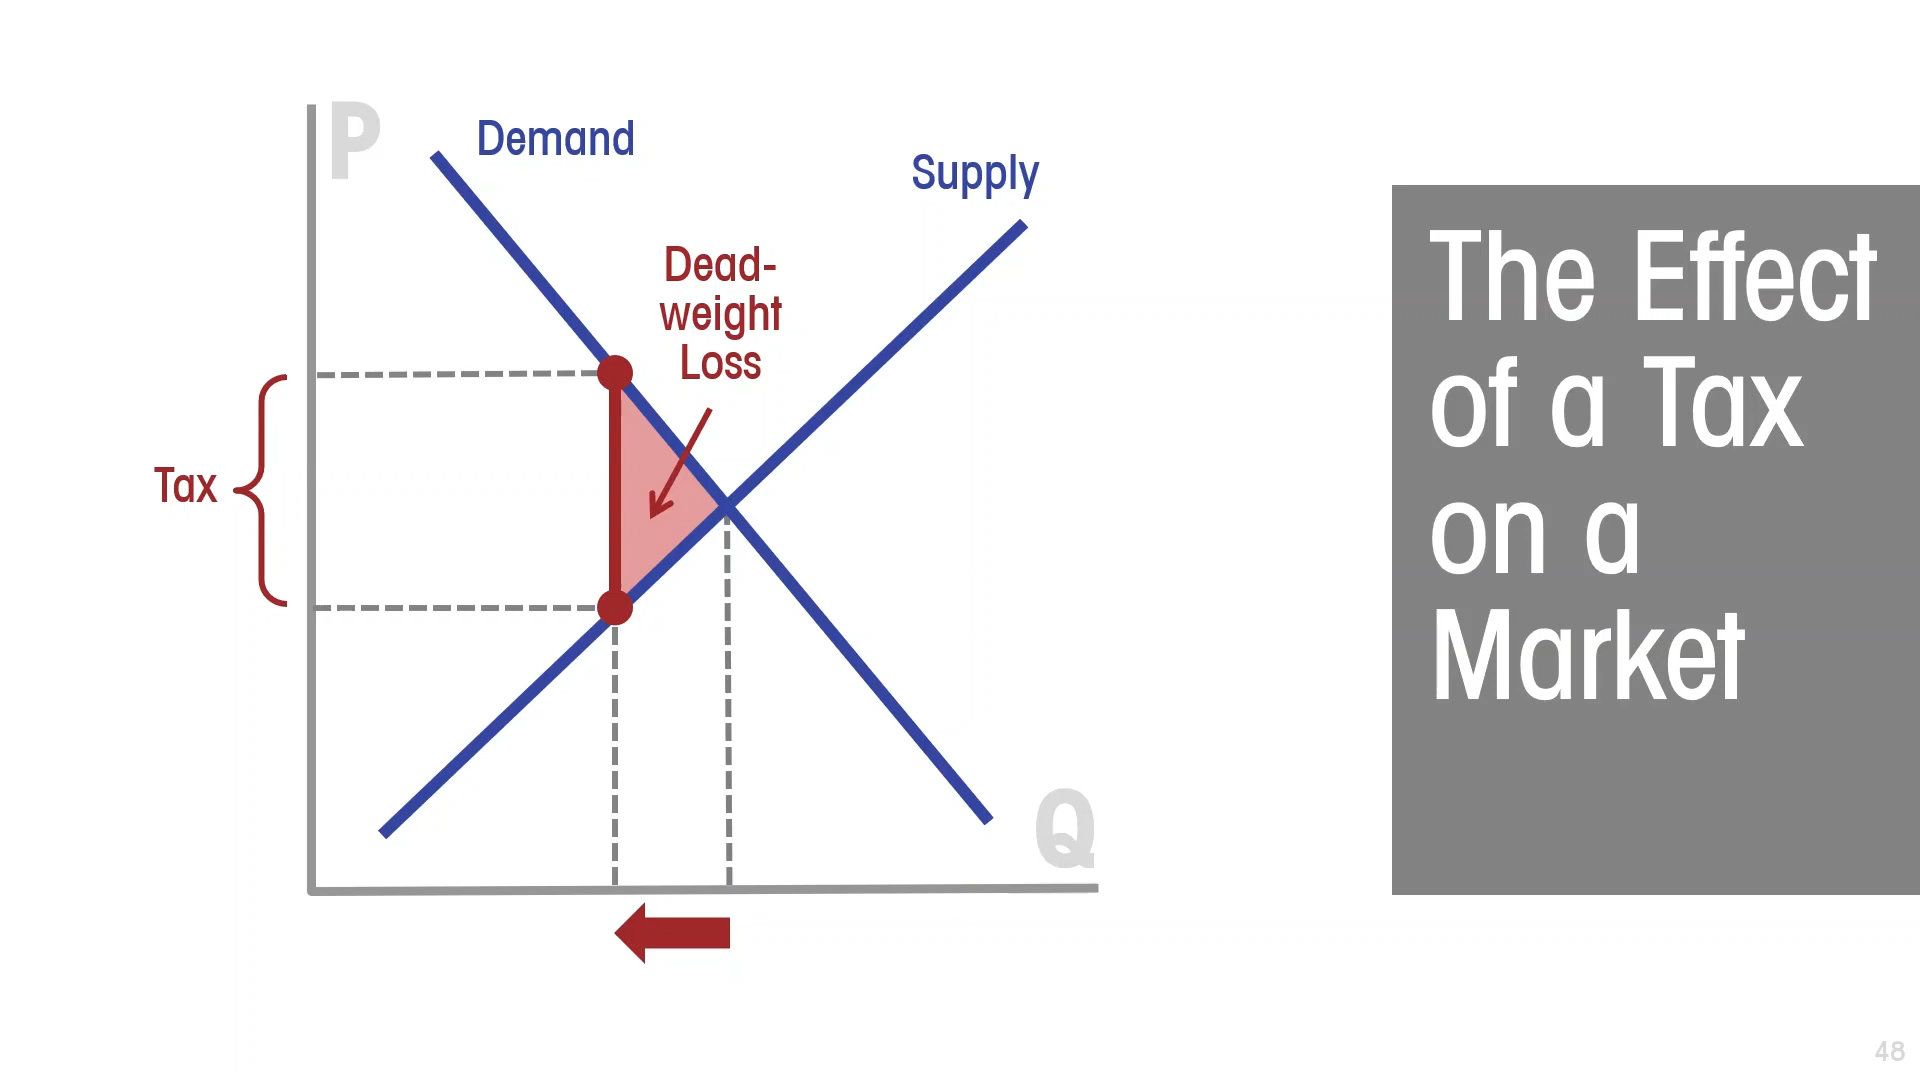 P
Demand
Supply
Dead-
weight
Loss
Tax
Q
The Effect
of a Tax
on a
Market
48